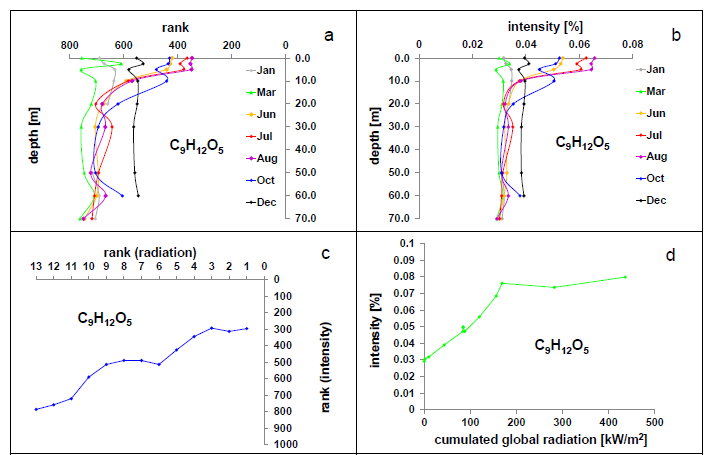 rank
a
800 600 400 200
0.0
10.0
20.0
30.0
40.0
50.0
60.0
70.0
depth [m]
Jan
Mar
Jun
Jul
Aug
Oct
Dec
C₉H₁₂O₅
intensity [%]
b
0 0.02 0.04 0.06 0.08
0.0
10.0
20.0
30.0
40.0
50.0
60.0
70.0
depth [m]
Jan
Mar
Jun
Jul
Aug
Oct
Dec
C₉H₁₂O₅
rank (radiation)
c
13 12 11 10 9 8 7 6 5 4 3 2 1 0
0
100
200
300
400
500
600
700
800
900
1000
rank (intensity)
C₉H₁₂O₅
d
0.1
0.09
0.08
0.07
0.06
0.05
0.04
0.03
0.02
0.01
0
intensity [%]
C₉H₁₂O₅
0 100 200 300 400 500
cumulated global radiation [kW/m²]